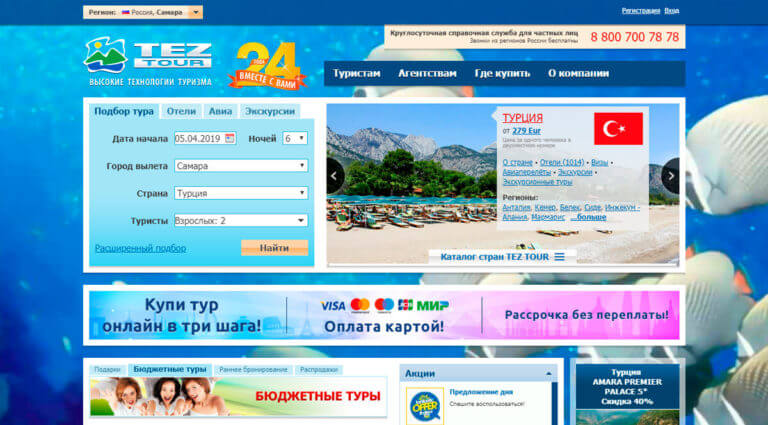 Регион: Россия, Самара
Регистрация Вход
Круглосуточная справочная служба для частных лиц
Звонки из регионов России бесплатны
8 800 700 78 78
TEZ
TOUR
ВЫСОКИЕ ТЕХНОЛОГИИ ТУРИЗМА
24
ВМЕСТЕ С ВАМИ
Туристам Агентствам Где купить О компании
Подбор тура Отели Авиа Экскурсии
Дата начала 05.04.2019 Ночей 6
Город вылета Самара
Страна Турция
Туристы Взрослых: 2
Расширенный подбор Найти
ТУРЦИЯ
от 279 Eur
Цена за одного человека в
двухместном номере
О стране • Отели (1014) • Визы •
Авиаперелёты • Экскурсии •
Экскурсионные туры
Регионы:
Анталия, Кемер, Белек, Сиде, Инжекум -
Алания, Мармарис ...больше
Каталог стран TEZ TOUR
Купи тур
онлайн в три шага!
VISA МИР
Оплата картой!
Рассрочка без переплаты!
Подарки Бюджетные туры Раннее бронирование Распродажи
БЮДЖЕТНЫЕ ТУРЫ
Акции
Предложение дня
Спешите воспользоваться!
OFFER
Турция
AMARA PREMIER
PALACE 5*
Скидка 40%